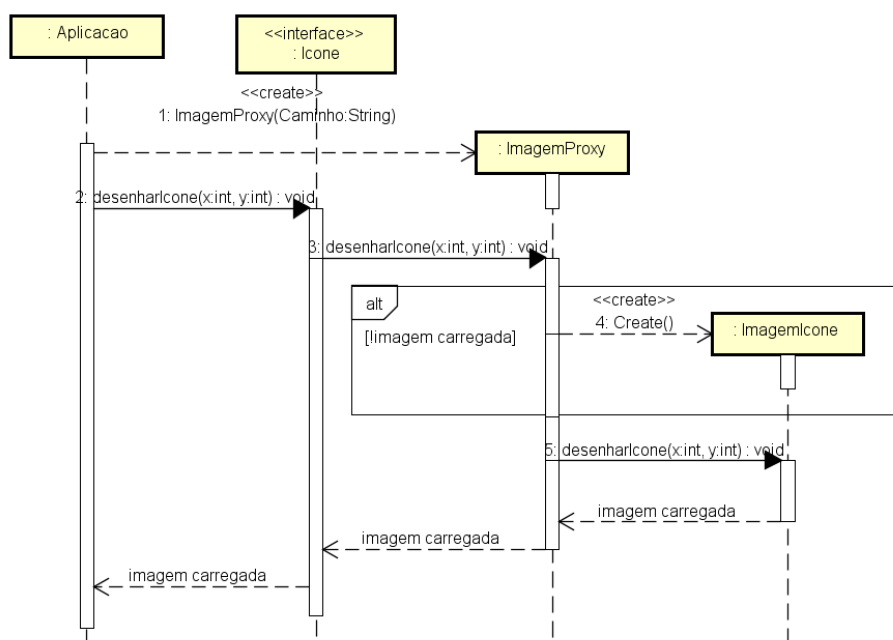 : Aplicacao
<<interface>>
: Icone
<<create>>
1: ImagemProxy(Caminho:String)
: ImagemProxy
2: desenharIcone(x:int, y:int) : void
3: desenharIcone(x:int, y:int) : void
alt
[!imagem carregada]
<<create>>
4: Create()
: ImagemIcone
5: desenharIcone(x:int, y:int) : void
imagem carregada
imagem carregada
imagem carregada